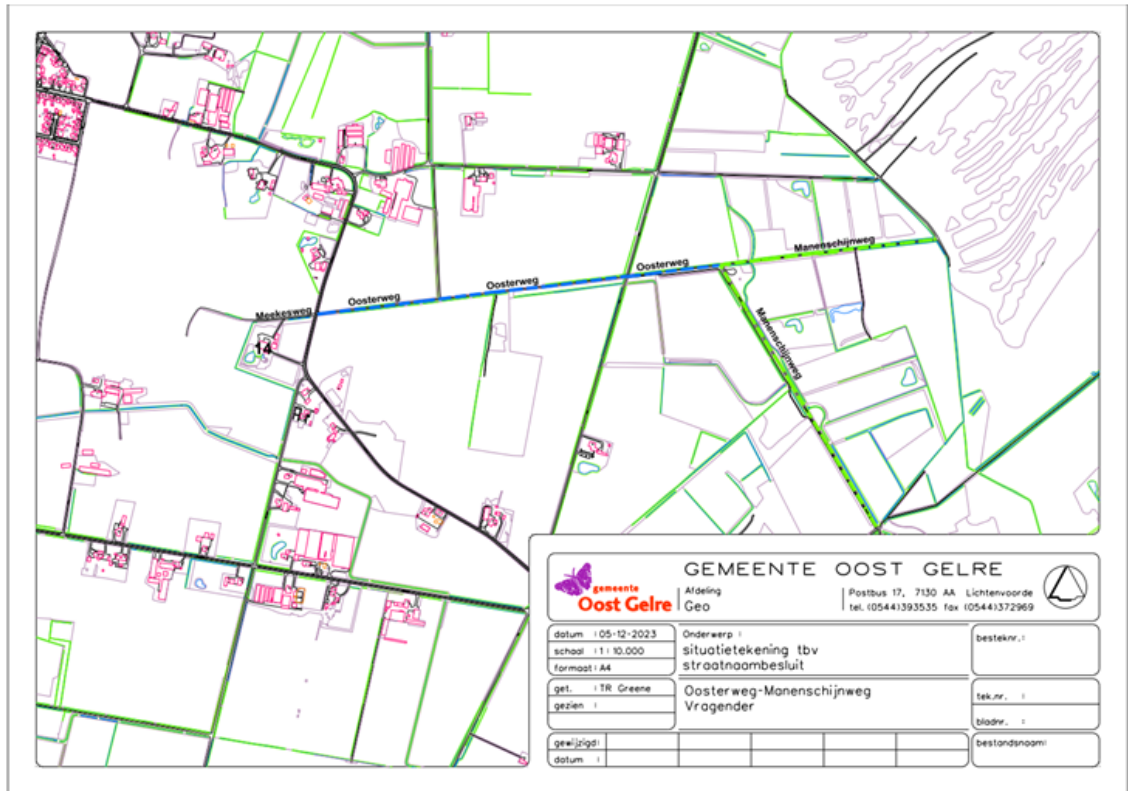 Manenschijnweg
Oosterweg
Oosterweg
Oosterweg
Meekesweg
Manenschijnweg
14
gemeente
Oost Gelre
GEMEENTE OOST GELRE
Afdeling
Geo
Postbus 17, 7130 AA Lichtenvoorde
tel. (0544)393535 fax (0544)372969
datum : 05-12-2023
schaal : 1 : 10.000
formaat : A4
Onderwerp :
situatietekening tbv
straatnaambesluit
besteknr. :
get. : TR Greene
gezien :
Oosterweg-Manenschijnweg
Vragender
tek.nr. :
bladnr. :
gewijzigd:
datum :
bestandsnaam: